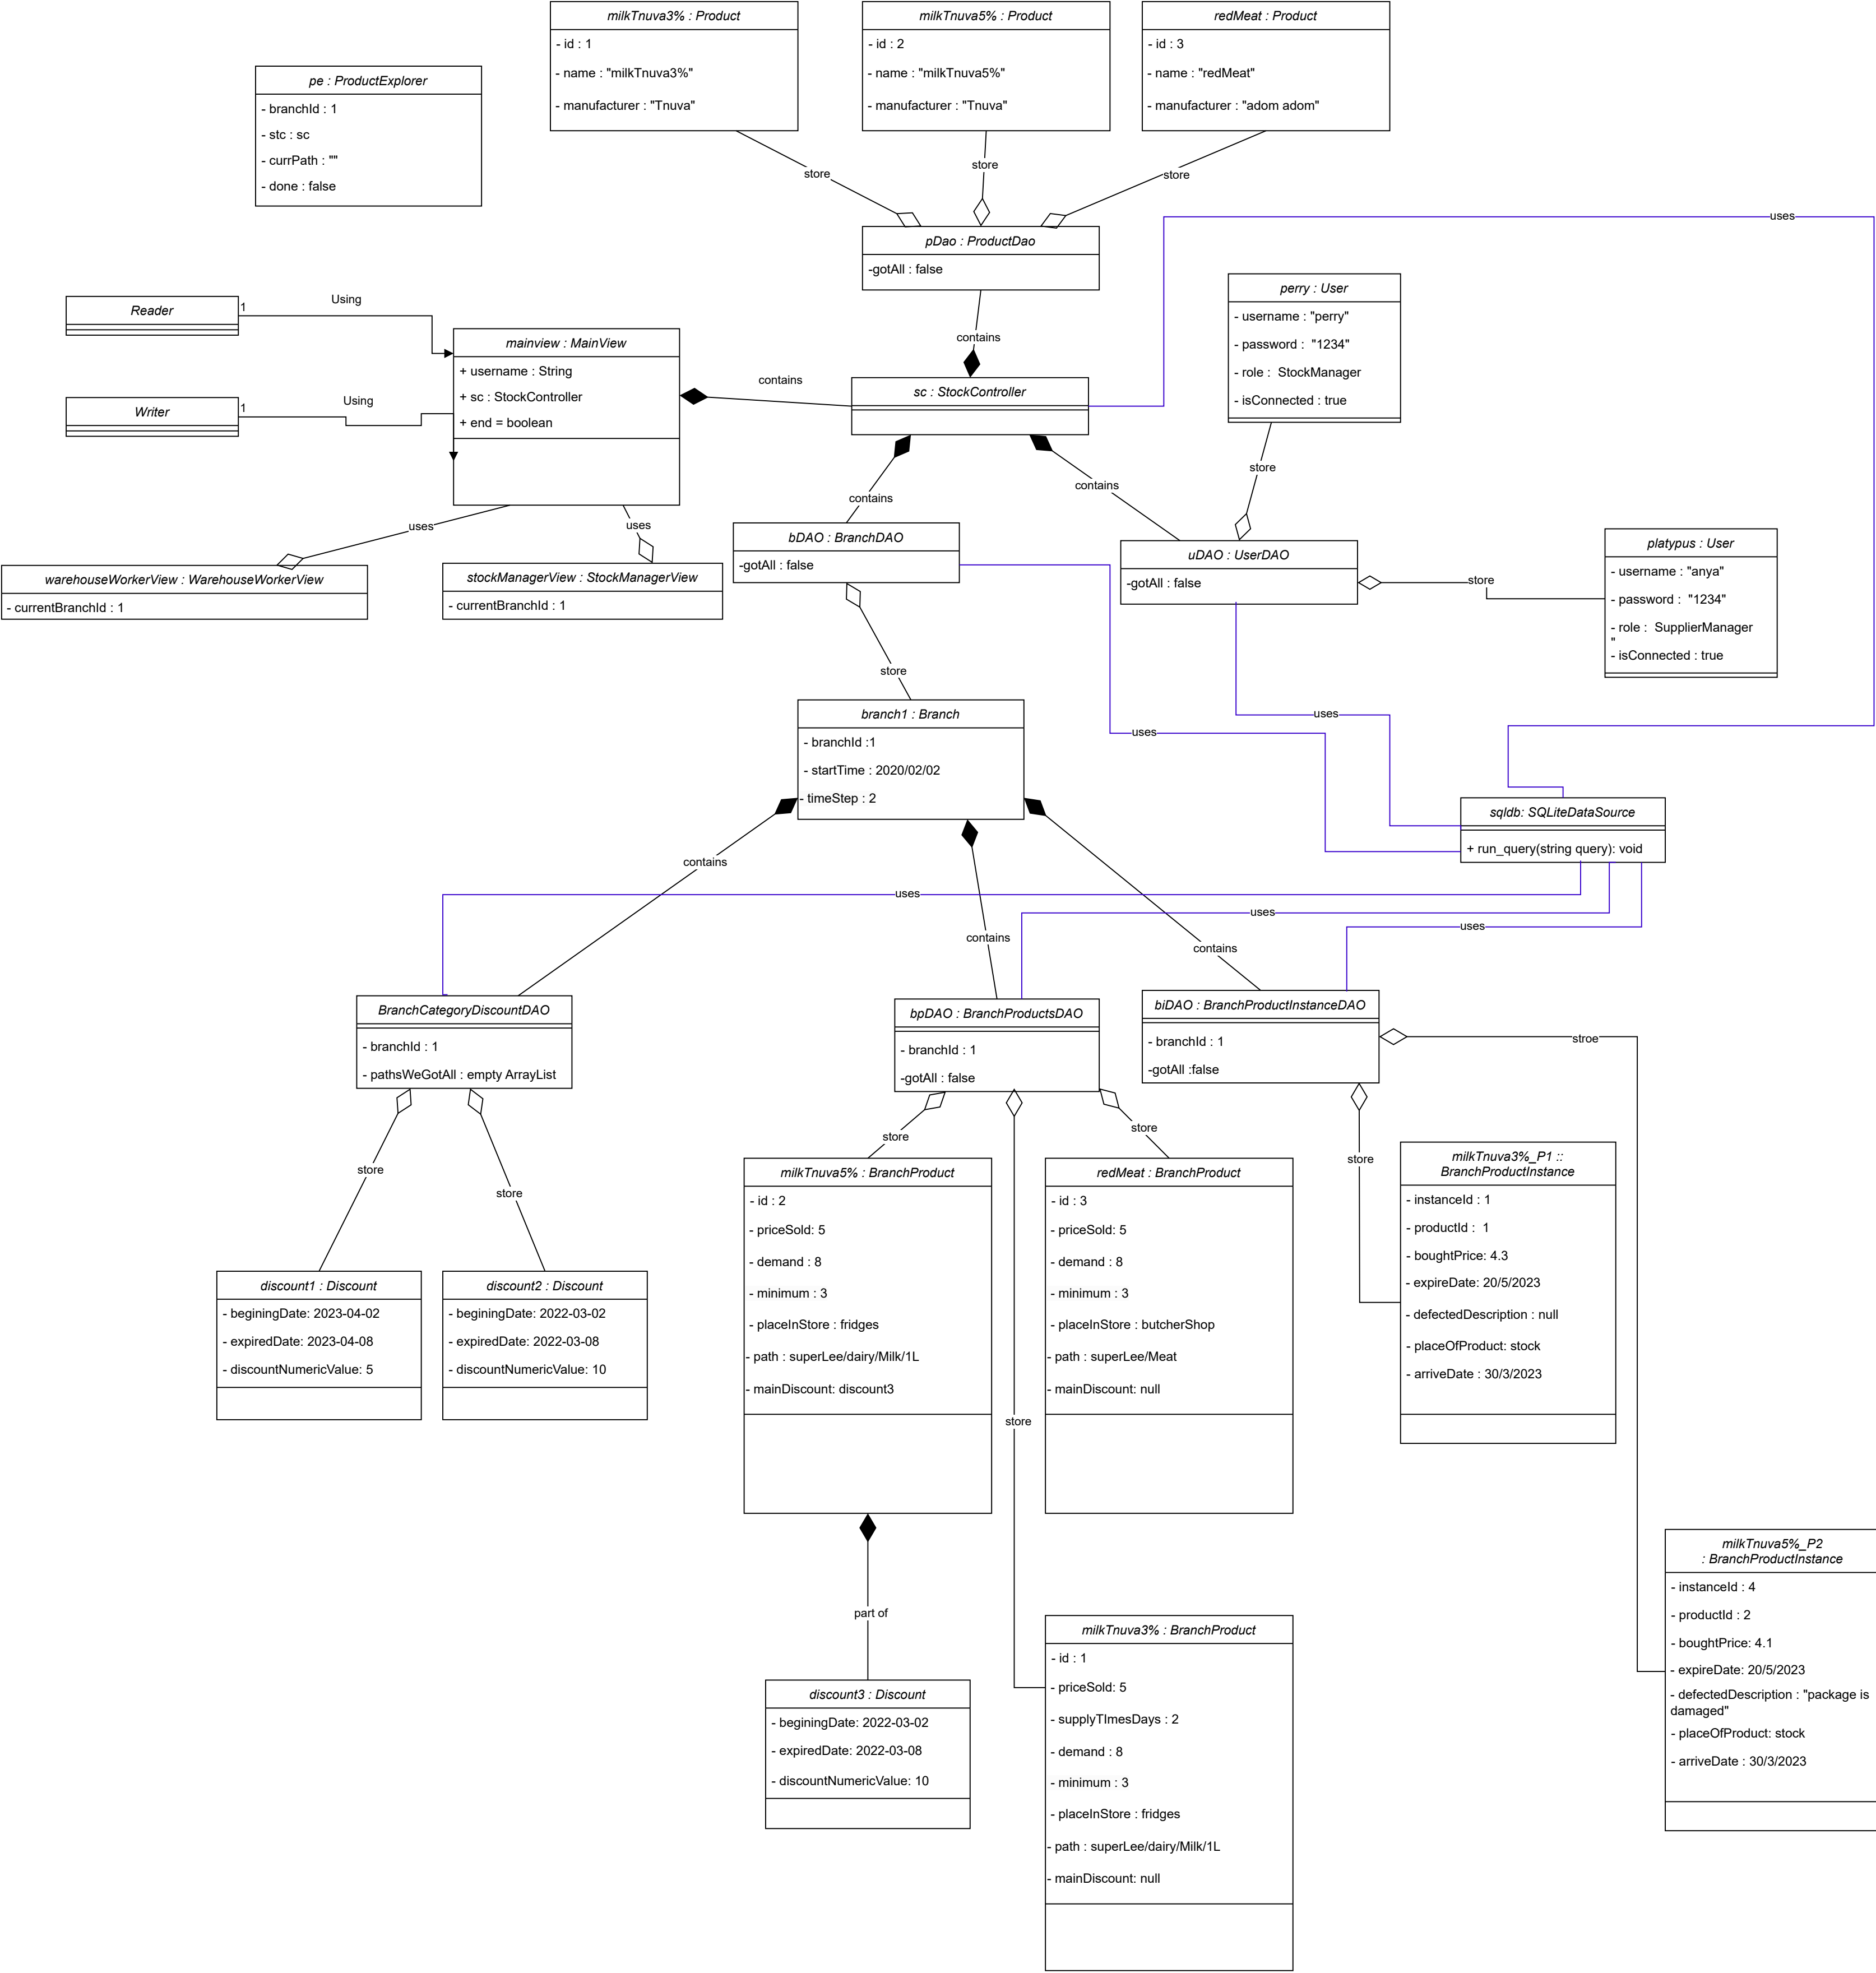 milkTnuva3% : Product
- id : 1
- name : "milkTnuva3%"
- manufacturer : "Tnuva"
milkTnuva5% : Product
- id : 2
- name : "milkTnuva5%"
- manufacturer : "Tnuva"
redMeat : Product
- id : 3
- name : "redMeat"
- manufacturer : "adom adom"
pe : ProductExplorer
- branchId : 1
- stc : sc
- currPath : ""
- done : false
store
store
store
uses
pDao : ProductDao
-gotAll : false
perry : User
- username : "perry"
- password :  "1234"
- role :  StockManager
- isConnected : true
Reader
1
Using
contains
mainview : MainView
+ username : String
+ sc : StockController
+ end = boolean
contains
sc : StockController
Writer
1
Using
store
contains
contains
uses
uses
bDAO : BranchDAO
-gotAll : false
uDAO : UserDAO
-gotAll : false
store
platypus : User
- username : "anya"
- password :  "1234"
- role :  SupplierManager
"
- isConnected : true
warehouseWorkerView : WarehouseWorkerView
- currentBranchId : 1
stockManagerView : StockManagerView
- currentBranchId : 1
store
branch1 : Branch
- branchId :1
- startTime : 2020/02/02
- timeStep : 2
uses
uses
sqldb: SQLiteDataSource
+ run_query(string query): void
contains
uses
uses
uses
contains
contains
BranchCategoryDiscountDAO
- branchId : 1
- pathsWeGotAll : empty ArrayList
bpDAO : BranchProductsDAO
- branchId : 1
-gotAll : false
biDAO : BranchProductInstanceDAO
- branchId : 1
-gotAll :false
stroe
store
store
store
store
store
milkTnuva5% : BranchProduct
- id : 2
- priceSold: 5
- demand : 8
- minimum : 3
- placeInStore : fridges
- path : superLee/dairy/Milk/1L
- mainDiscount: discount3
redMeat : BranchProduct
- id : 3
- priceSold: 5
- demand : 8
- minimum : 3
- placeInStore : butcherShop
- path : superLee/Meat
- mainDiscount: null
milkTnuva3%_P1 ::
BranchProductInstance
- instanceId : 1
- productId :  1
- boughtPrice: 4.3
- expireDate: 20/5/2023
- defectedDescription : null
- placeOfProduct: stock
- arriveDate : 30/3/2023
discount1 : Discount
- beginingDate: 2023-04-02
- expiredDate: 2023-04-08
- discountNumericValue: 5
discount2 : Discount
- beginingDate: 2022-03-02
- expiredDate: 2022-03-08
- discountNumericValue: 10
store
part of
milkTnuva5%_P2
: BranchProductInstance
- instanceId : 4
- productId : 2
- boughtPrice: 4.1
- expireDate: 20/5/2023
- defectedDescription : "package is
damaged"
- placeOfProduct: stock
- arriveDate : 30/3/2023
milkTnuva3% : BranchProduct
- id : 1
- priceSold: 5
- supplyTImesDays : 2
- demand : 8
- minimum : 3
- placeInStore : fridges
- path : superLee/dairy/Milk/1L
- mainDiscount: null
discount3 : Discount
- beginingDate: 2022-03-02
- expiredDate: 2022-03-08
- discountNumericValue: 10